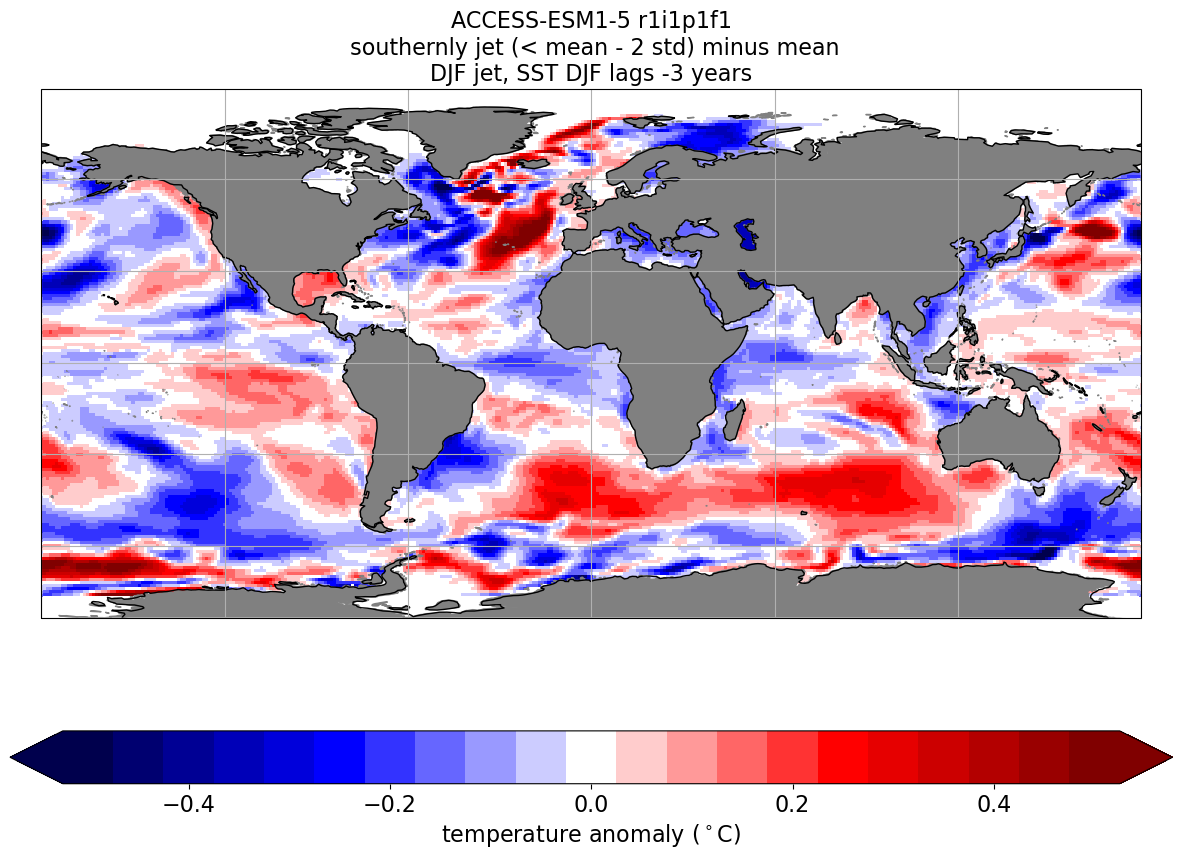 ACCESS-ESM1-5 r1i1p1f1
southernly jet (< mean - 2 std) minus mean
DJF jet, SST DJF lags -3 years
−0.4 −0.2 0.0 0.2 0.4
temperature anomaly (°C)